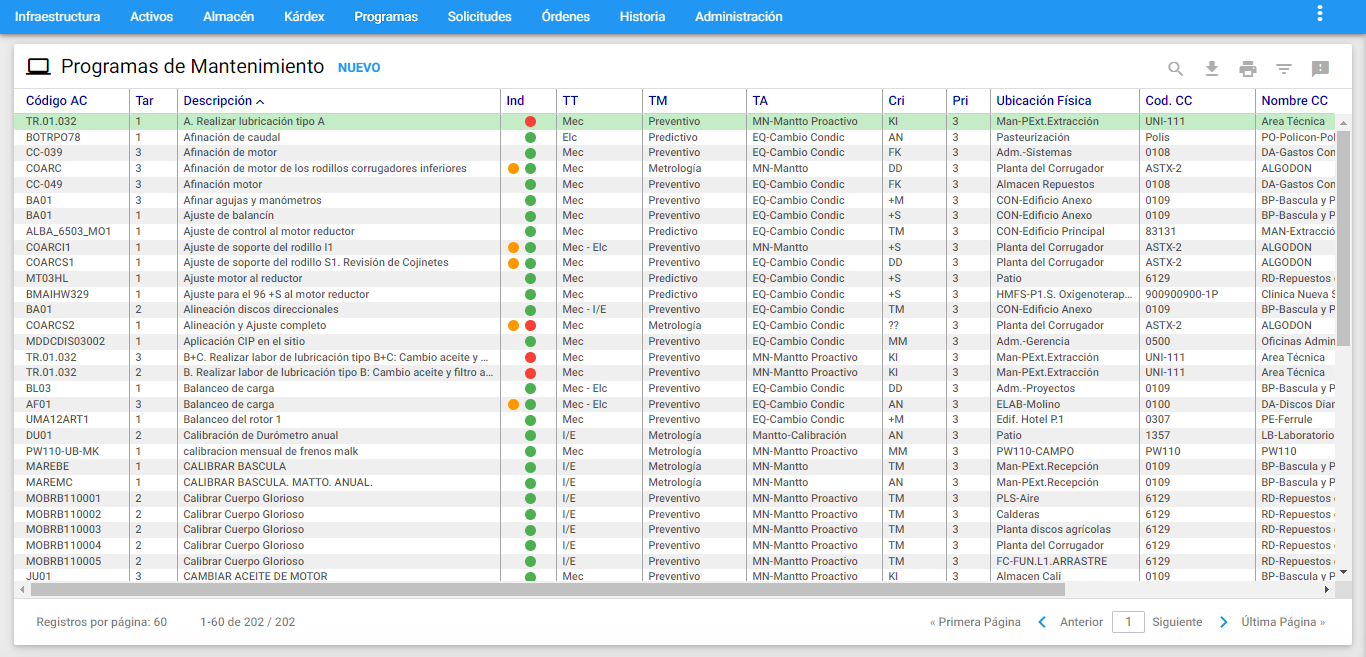 Infraestructura Activos Almacén Kárdex Programas Solicitudes Órdenes Historia Administración
Programas de Mantenimiento NUEVO
Código AC Tar Descripción Ind TT TM TA Cri Pri Ubicación Física Cod. CC Nombre CC
TR.01.032 1 A. Realizar lubricación tipo A Mec Preventivo MN-Mantto Proactivo KI 3 Man-PExt.Extracción UNI-111 Area Técnica
BOTRPO78 1 Afinación de caudal Elc Predictivo EQ-Cambio Condic AN 3 Pasteurización Polis PO-Policon-Pol
CC-039 3 Afinación de motor Mec Preventivo EQ-Cambio Condic FK 3 Adm.-Sistemas 0108 DA-Gastos Con
COARC 3 Afinación de motor de los rodillos corrugadores inferiores Mec Metrología MN-Mantto DD 3 Planta del Corrugador ASTX-2 ALGODON
CC-049 3 Afinación motor Mec Preventivo EQ-Cambio Condic FK 3 Almacen Repuestos 0108 DA-Gastos Con
BA01 3 Afinar agujas y manómetros Mec Preventivo EQ-Cambio Condic +M 3 CON-Edificio Anexo 0109 BP-Bascula y P
BA01 1 Ajuste de balancín Mec Preventivo EQ-Cambio Condic +S 3 CON-Edificio Anexo 0109 BP-Bascula y P
ALBA_6503_MO1 1 Ajuste de control al motor reductor Mec Predictivo EQ-Cambio Condic TM 3 CON-Edificio Principal 83131 MAN-Extracció
COARCI1 1 Ajuste de soporte del rodillo I1 Mec - Elc Preventivo MN-Mantto +S 3 Planta del Corrugador ASTX-2 ALGODON
COARCS1 1 Ajuste de soporte del rodillo S1. Revisión de Cojinetes Mec Preventivo EQ-Cambio Condic DD 3 Planta del Corrugador ASTX-2 ALGODON
MT03HL 1 Ajuste motor al reductor Mec Predictivo EQ-Cambio Condic +S 3 Patio 6129 RD-Repuestos
BMAIHW329 1 Ajuste para el 96 +S al motor reductor Mec Predictivo EQ-Cambio Condic +S 3 HMFS-P1.S. Oxigenoterap... 900900900-1P Clinica Nueva S
BA01 2 Alineación discos direccionales Mec - I/E Preventivo EQ-Cambio Condic TM 3 CON-Edificio Anexo 0109 BP-Bascula y P
COARCS2 1 Alineación y Ajuste completo Mec Metrología EQ-Cambio Condic ?? 3 Planta del Corrugador ASTX-2 ALGODON
MDDCDIS03002 1 Aplicación CIP en el sitio Mec Preventivo EQ-Cambio Condic MM 3 Adm.-Gerencia 0500 Oficinas Admin
TR.01.032 3 B+C. Realizar labor de lubricación tipo B+C: Cambio aceite y ... Mec Preventivo MN-Mantto Proactivo KI 3 Man-PExt.Extracción UNI-111 Area Técnica
TR.01.032 2 B. Realizar labor de lubricación tipo B: Cambio aceite y filtro a... Mec Preventivo MN-Mantto Proactivo KI 3 Man-PExt.Extracción UNI-111 Area Técnica
BL03 1 Balanceo de carga Mec - Elc Preventivo EQ-Cambio Condic DD 3 Adm.-Proyectos 0109 BP-Bascula y P
AF01 3 Balanceo de carga Mec - Elc Preventivo EQ-Cambio Condic AN 3 ELAB-Molino 0100 DA-Discos Diar
UMA12ART1 1 Balanceo del rotor 1 Mec Preventivo EQ-Cambio Condic +M 3 Edif. Hotel P.1 0307 PE-Ferrule
DU01 2 Calibración de Durómetro anual I/E Metrología Mantto-Calibración AN 3 Patio 1357 LB-Laboratorio
PW110-UB-MK 1 calibracion mensual de frenos malk I/E Metrología MN-Mantto Proactivo MM 3 PW110-CAMPO PW110 PW110
MAREBE 1 CALIBRAR BASCULA I/E Metrología MN-Mantto TM 3 Man-PExt.Recepción 0109 BP-Bascula y P
MAREMC 1 CALIBRAR BASCULA. MATTO. ANUAL. I/E Metrología MN-Mantto AN 3 Man-PExt.Recepción 0109 BP-Bascula y P
MOBRB110001 2 Calibrar Cuerpo Glorioso I/E Preventivo MN-Mantto Proactivo TM 3 PLS-Aire 6129 RD-Repuestos
MOBRB110002 2 Calibrar Cuerpo Glorioso I/E Preventivo MN-Mantto Proactivo TM 3 Calderas 6129 RD-Repuestos
MOBRB110003 2 Calibrar Cuerpo Glorioso I/E Preventivo MN-Mantto Proactivo TM 3 Planta discos agrícolas 6129 RD-Repuestos
MOBRB110004 2 Calibrar Cuerpo Glorioso I/E Preventivo MN-Mantto Proactivo TM 3 Planta del Corrugador 6129 RD-Repuestos
MOBRB110005 2 Calibrar Cuerpo Glorioso I/E Preventivo MN-Mantto Proactivo TM 3 FC-FUN.L1.ARRASTRE 6129 RD-Repuestos
JU01 3 CAMBIAR ACEITE DE MOTOR Mec Preventivo MN-Mantto Proactivo KI 3 Almacen Cali 0109 BP-Bascula y P
Registros por página: 60 1-60 de 202 / 202 « Primera Página Anterior 1 Siguiente Última Página »